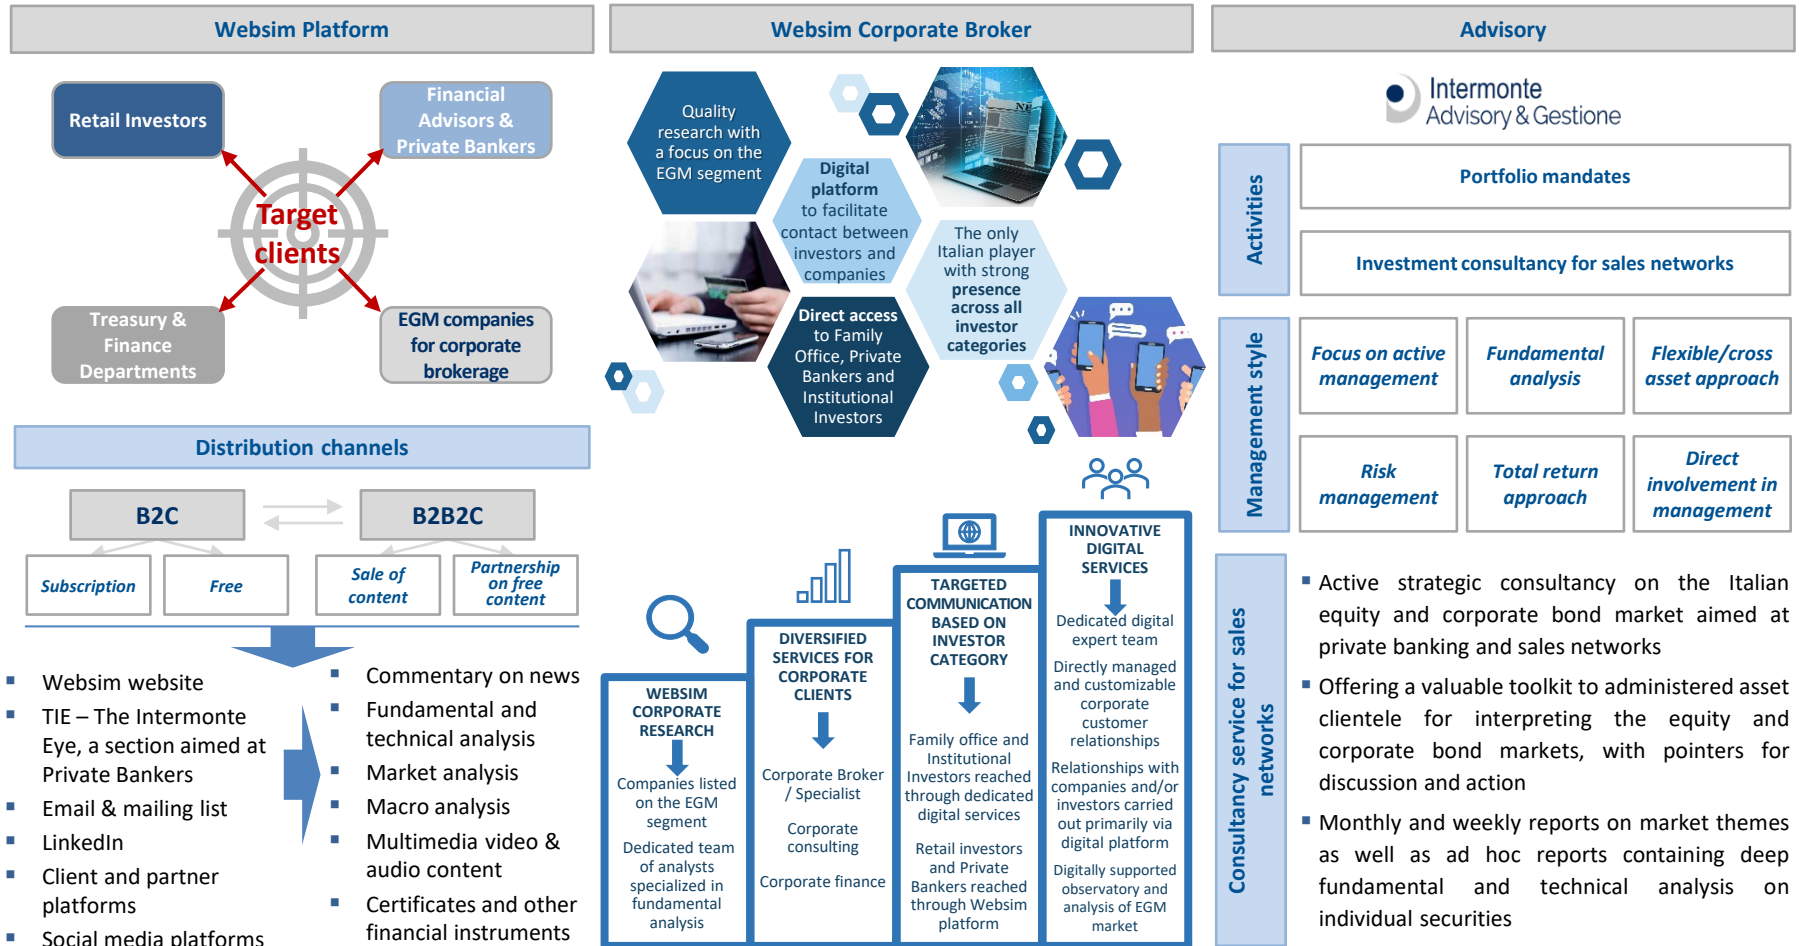 Websim Platform
Retail Investors
Financial
Advisors &
Private Bankers
Target
clients
Treasury &
Finance
Departments
EGM companies
for corporate
brokerage
Distribution channels
B2C
B2B2C
Subscription
Free
Sale of
content
Partnership
on free
content
▪ Websim website
▪ TIE – The Intermonte
Eye, a section aimed at
Private Bankers
▪ Email & mailing list
▪ LinkedIn
▪ Client and partner
platforms
▪ Social media platforms
▪ Commentary on news
▪ Fundamental and
technical analysis
▪ Market analysis
▪ Macro analysis
▪ Multimedia video &
audio content
▪ Certificates and other
financial instruments
Websim Corporate Broker
Quality
research with
a focus on the
EGM segment
NE
Digital
platform
to facilitate
contact between
investors and
companies
The only
Italian player
with strong
presence
across all
investor
categories
Direct access
to Family
Office, Private
Bankers and
Institutional
Investors
WEBSIM
CORPORATE
RESEARCH
Companies listed
on the EGM
segment
Dedicated team
of analysts
specialized in
fundamental
analysis
DIVERSIFIED
SERVICES FOR
CORPORATE
CLIENTS
Corporate Broker
/ Specialist
Corporate
consulting
Corporate finance
TARGETED
COMMUNICATION
BASED ON
INVESTOR
CATEGORY
Family office and
Institutional
Investors reached
through dedicated
digital services
Retail investors
and Private
Bankers reached
through Websim
platform
INNOVATIVE
DIGITAL
SERVICES
Dedicated digital
expert team
Directly managed
and customizable
corporate
customer
relationships
Relationships with
companies and/or
investors carried
out primarily via
digital platform
Digitally supported
observatory and
analysis of EGM
market
Advisory
Intermonte
Advisory & Gestione
Activities
Portfolio mandates
Investment consultancy for sales networks
Management style
Focus on active
management
Fundamental
analysis
Flexible/cross
asset approach
Risk
management
Total return
approach
Direct
involvement in
management
Consultancy service for sales
networks
▪ Active strategic consultancy on the Italian
equity and corporate bond market aimed at
private banking and sales networks
▪ Offering a valuable toolkit to administered asset
clientele for interpreting the equity and
corporate bond markets, with pointers for
discussion and action
▪ Monthly and weekly reports on market themes
as well as ad hoc reports containing deep
fundamental and technical analysis on
individual securities